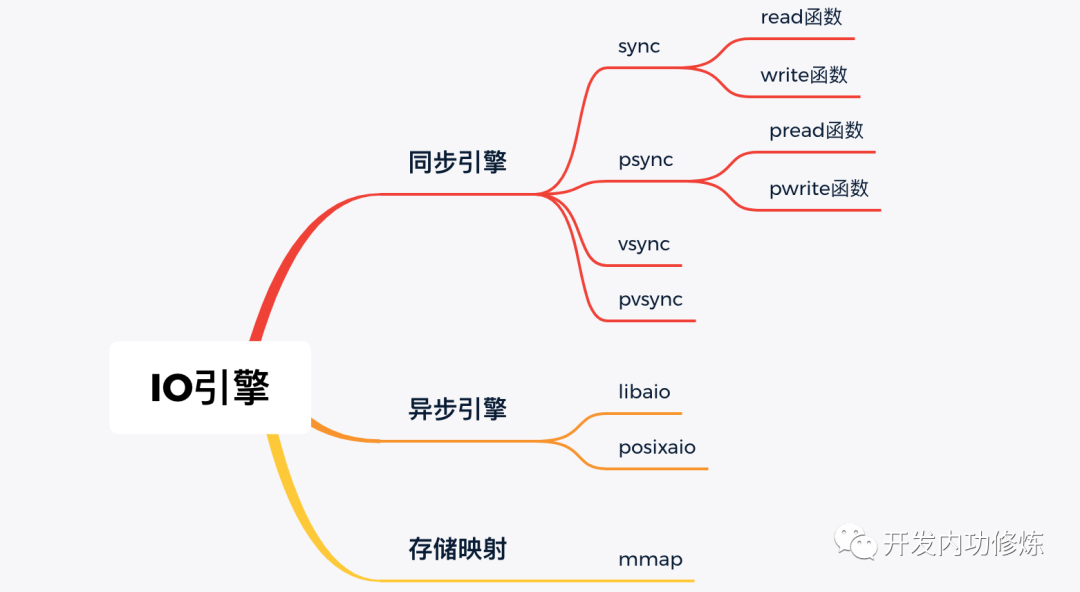 IO引擎
同步引擎
sync
read函数
write函数
psync
pread函数
pwrite函数
vsync
pvsync
异步引擎
libaio
posixaio
存储映射
mmap
开发内功修炼